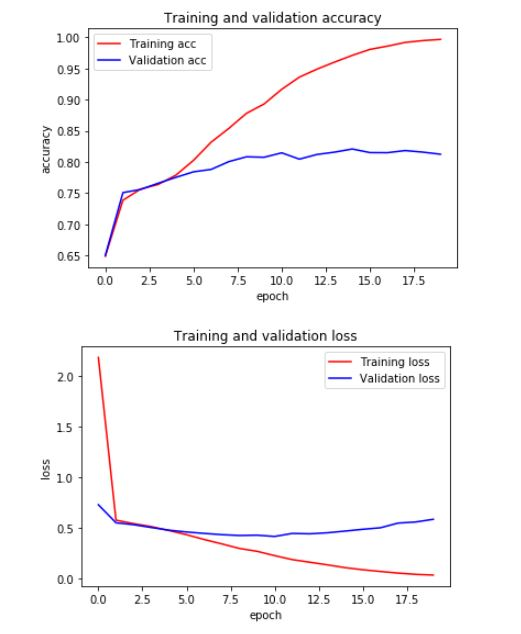 Training and validation accuracy
1.00
Training acc
Validation acc
0.95
0.90
0.85
accuracy
0.80
0.75
0.70
0.65
0.0 2.5 5.0 7.5 10.0 12.5 15.0 17.5
epoch
Training and validation loss
Training loss
Validation loss
2.0
1.5
loss
1.0
0.5
0.0
0.0 2.5 5.0 7.5 10.0 12.5 15.0 17.5
epoch